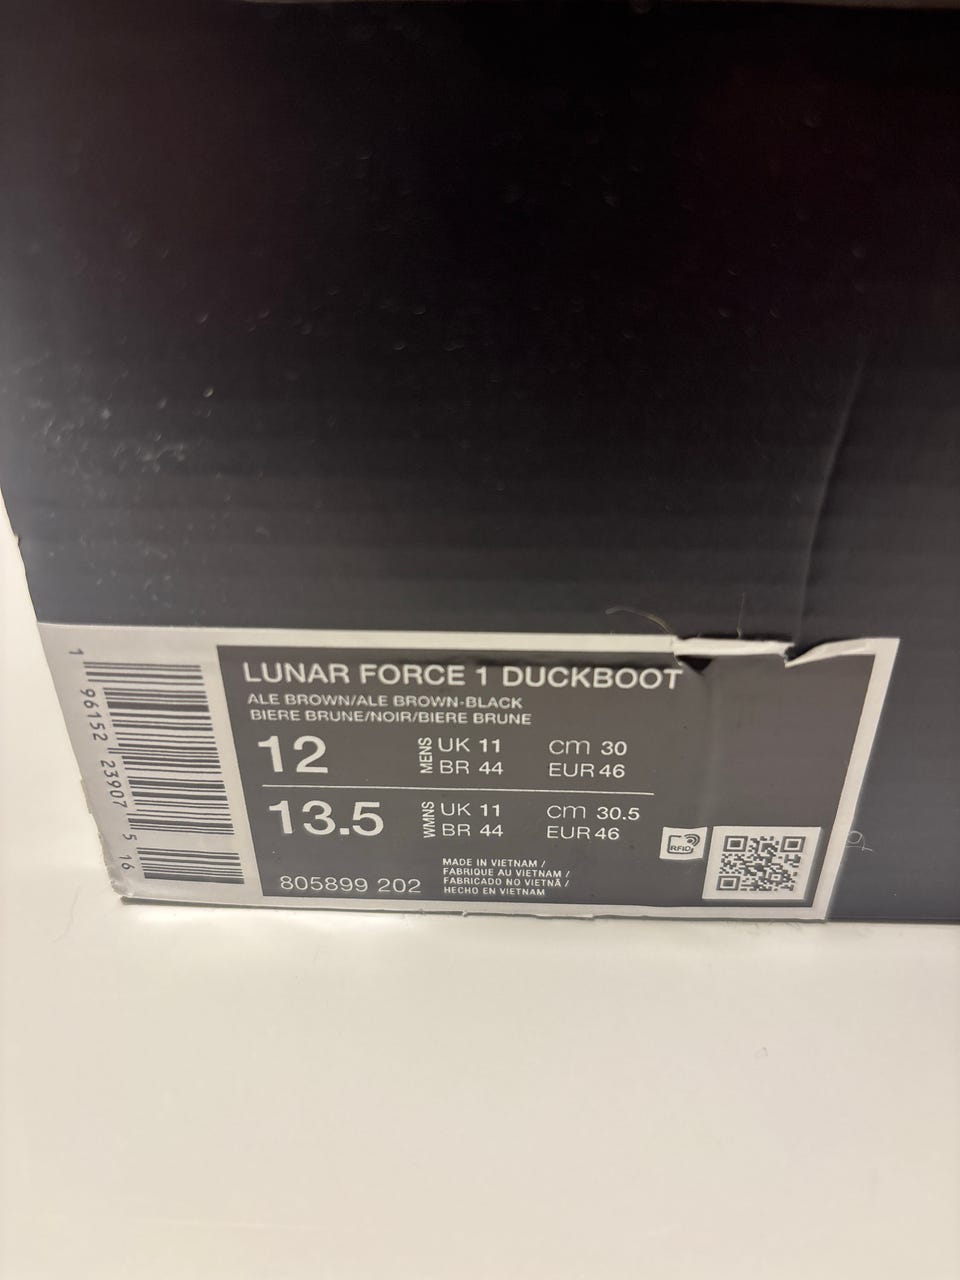 LUNAR FORCE 1 DUCKBOOT
ALE BROWN/ALE BROWN-BLACK
BIERE BRUNE/NOIR/BIERE BRUNE
12 MENS UK 11 cm 30
BR 44 EUR 46
13.5 WMNS UK 11 cm 30.5
BR 44 EUR 46
805899 202
MADE IN VIETNAM /
FABRIQUE AU VIETNAM /
FABRICADO NO VIETNÃ /
HECHO EN VIETNAM
RFID
1 96152 23907 5 16